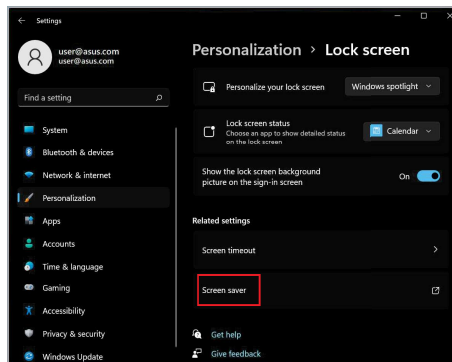 Settings
user@asus.com
user@asus.com
Find a setting
System
Bluetooth & devices
Network & internet
Personalization
Apps
Accounts
Time & language
Gaming
Accessibility
Privacy & security
Windows Update
Personalization > Lock screen
Personalize your lock screen
Windows spotlight
Lock screen status
Choose an app to show detailed status
on the lock screen
Calendar
Show the lock screen background
picture on the sign-in screen
On
Related settings
Screen timeout
Screen saver
Get help
Give feedback